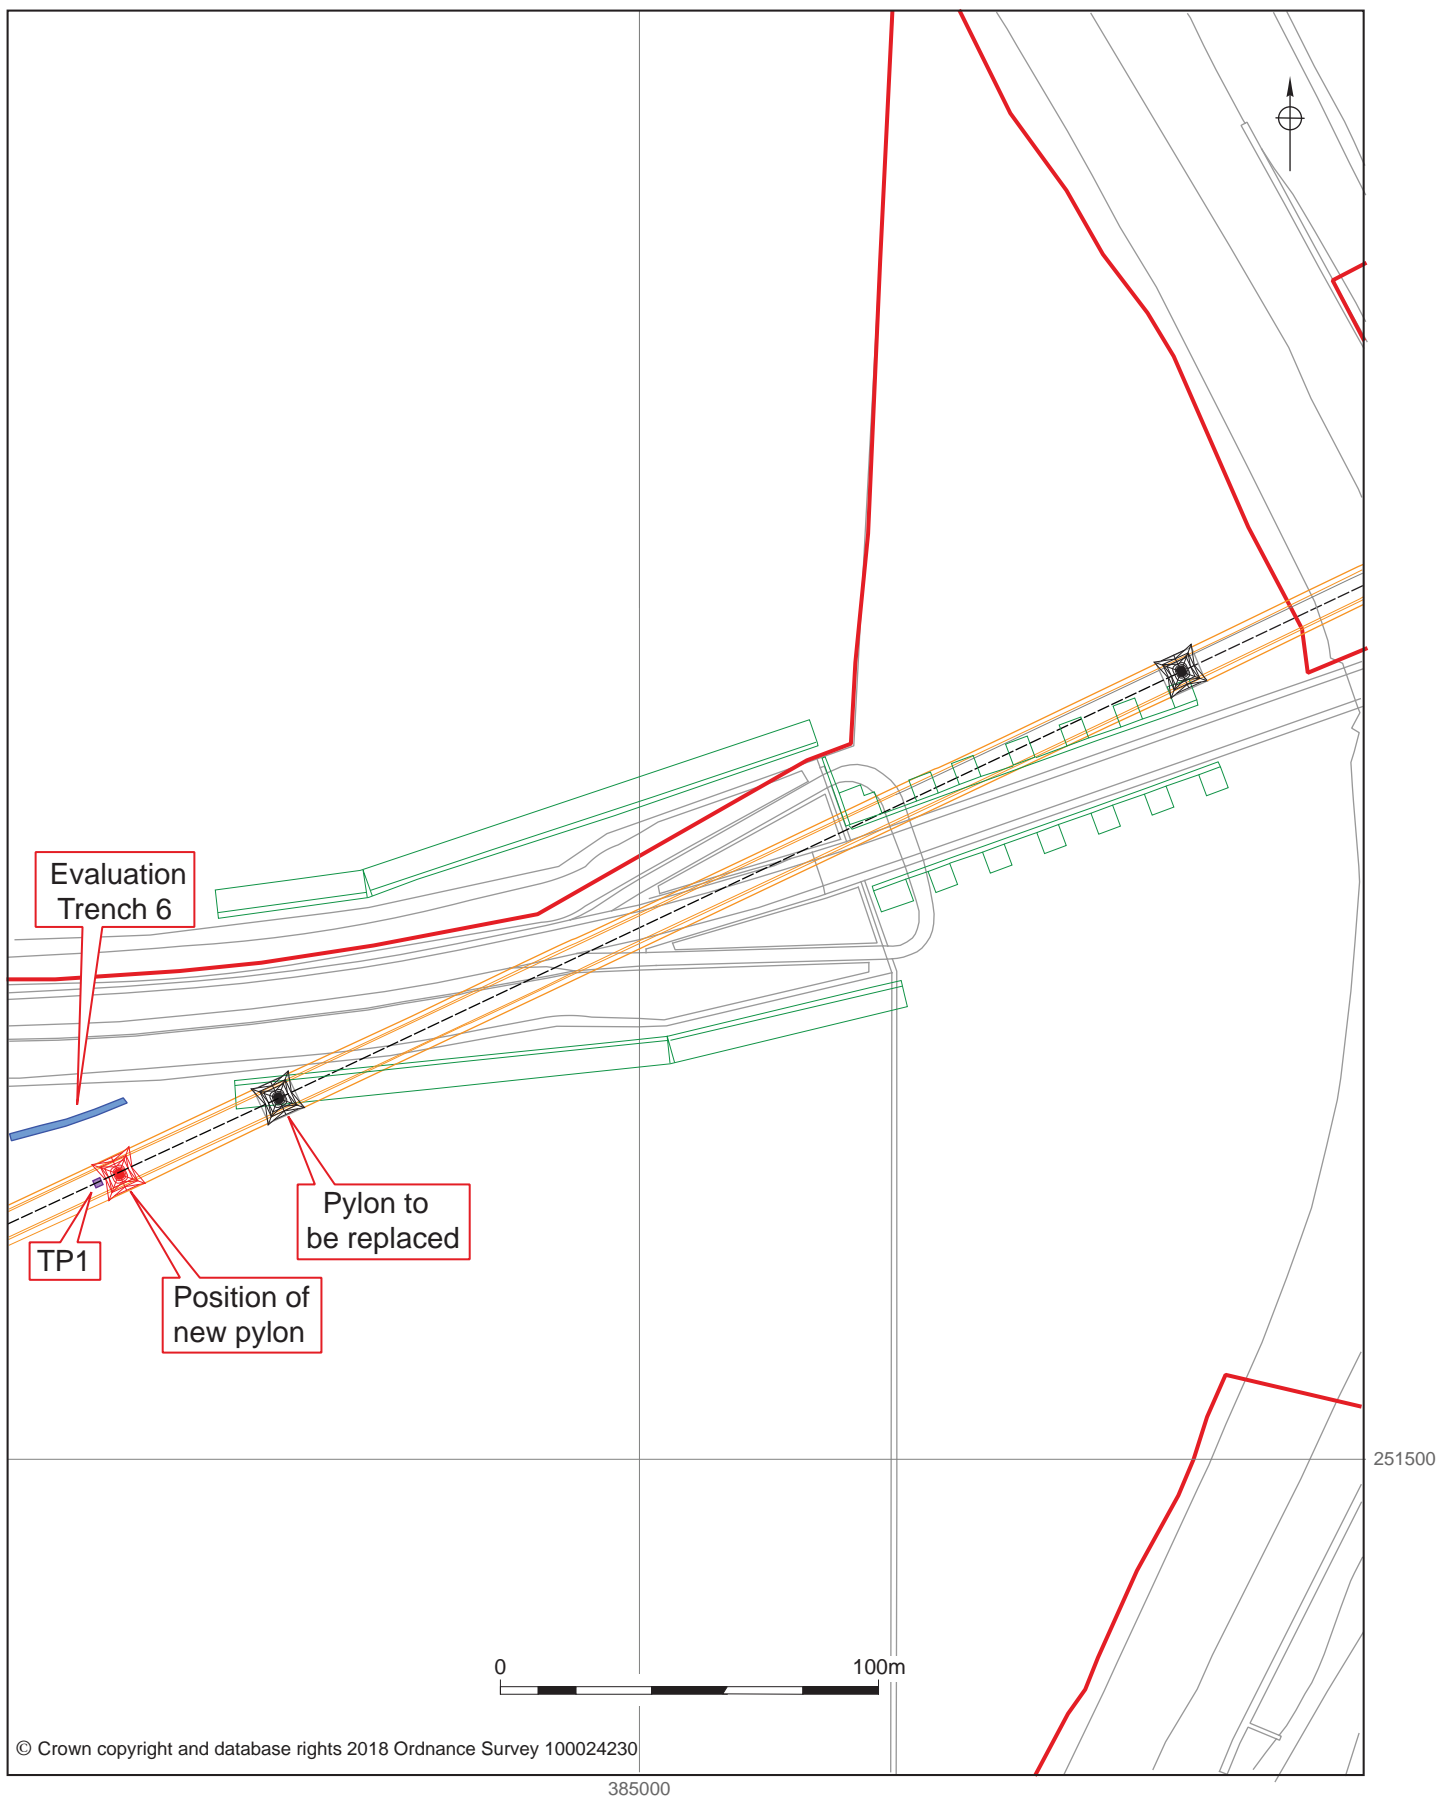 Evaluation
Trench 6
Pylon to
be replaced
TP1
Position of
new pylon
251500
0
100m
© Crown copyright and database rights 2018 Ordnance Survey 100024230
385000